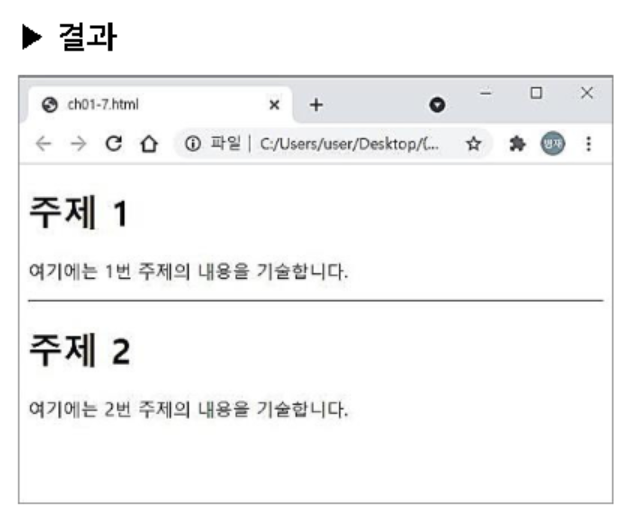 ▶ 결과
ch01-7.html
파일 | C:/Users/user/Desktop/(...
주제 1
여기에는 1번 주제의 내용을 기술합니다.
주제 2
여기에는 2번 주제의 내용을 기술합니다.